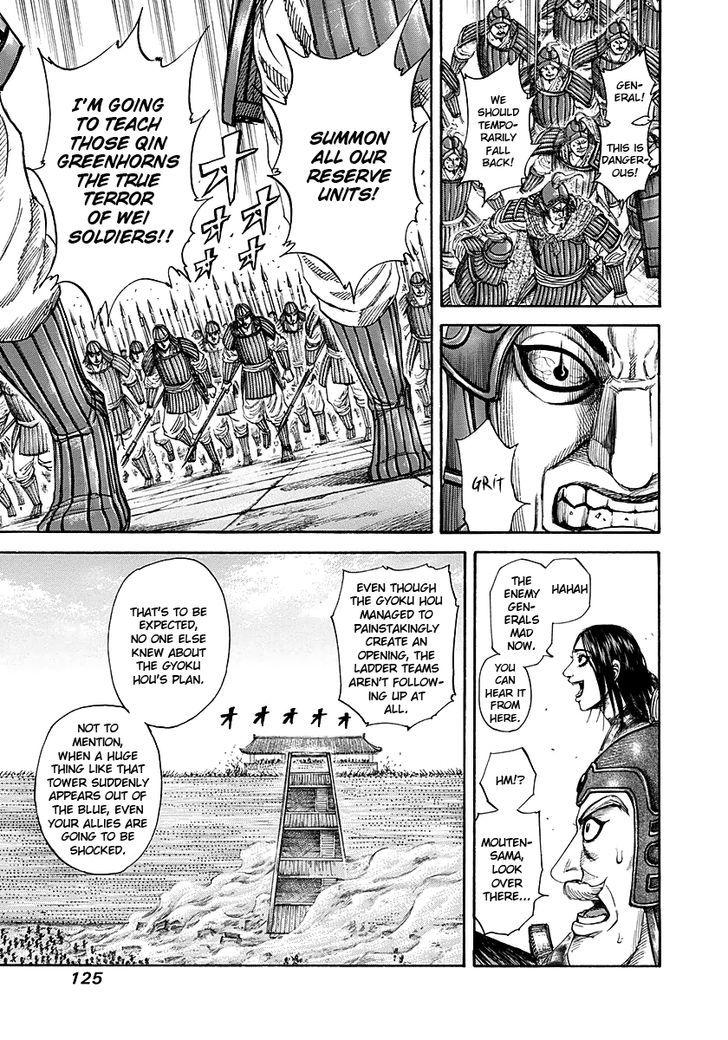 GEN-
ERAL!
THIS IS
DANGER-
OUS!
WE
SHOULD
TEMPO-
RARILY
FALL
BACK!
GRIT
SUMMON
ALL OUR
RESERVE
UNITS!
オオオオ
I'M GOING
TO TEACH
THOSE QIN
GREENHORNS
THE TRUE
TERROR
OF WEI
SOLDIERS!!
HAHAH
THE
ENEMY
GEN-
ERALS
MAD
NOW.
YOU
CAN
HEAR IT
FROM
HERE.
HM!?
MOUTEN-
SAMA,
LOOK
OVER
THERE...
EVEN THOUGH
THE GYOKU HOU
MANAGED TO
PAINSTAKINGLY
CREATE AN
OPENING, THE
LADDER TEAMS
AREN'T FOLLOW-
ING UP AT
ALL.
オオオオオ
THAT'S TO BE
EXPECTED,
NO ONE ELSE
KNEW ABOUT
THE GYOKU
HOU'S PLAN.
NOT TO
MENTION,
WHEN A HUGE
THING LIKE THAT
TOWER SUDDENLY
APPEARS OUT OF
THE BLUE, EVEN
YOUR ALLIES ARE
GOING TO BE
SHOCKED.
125